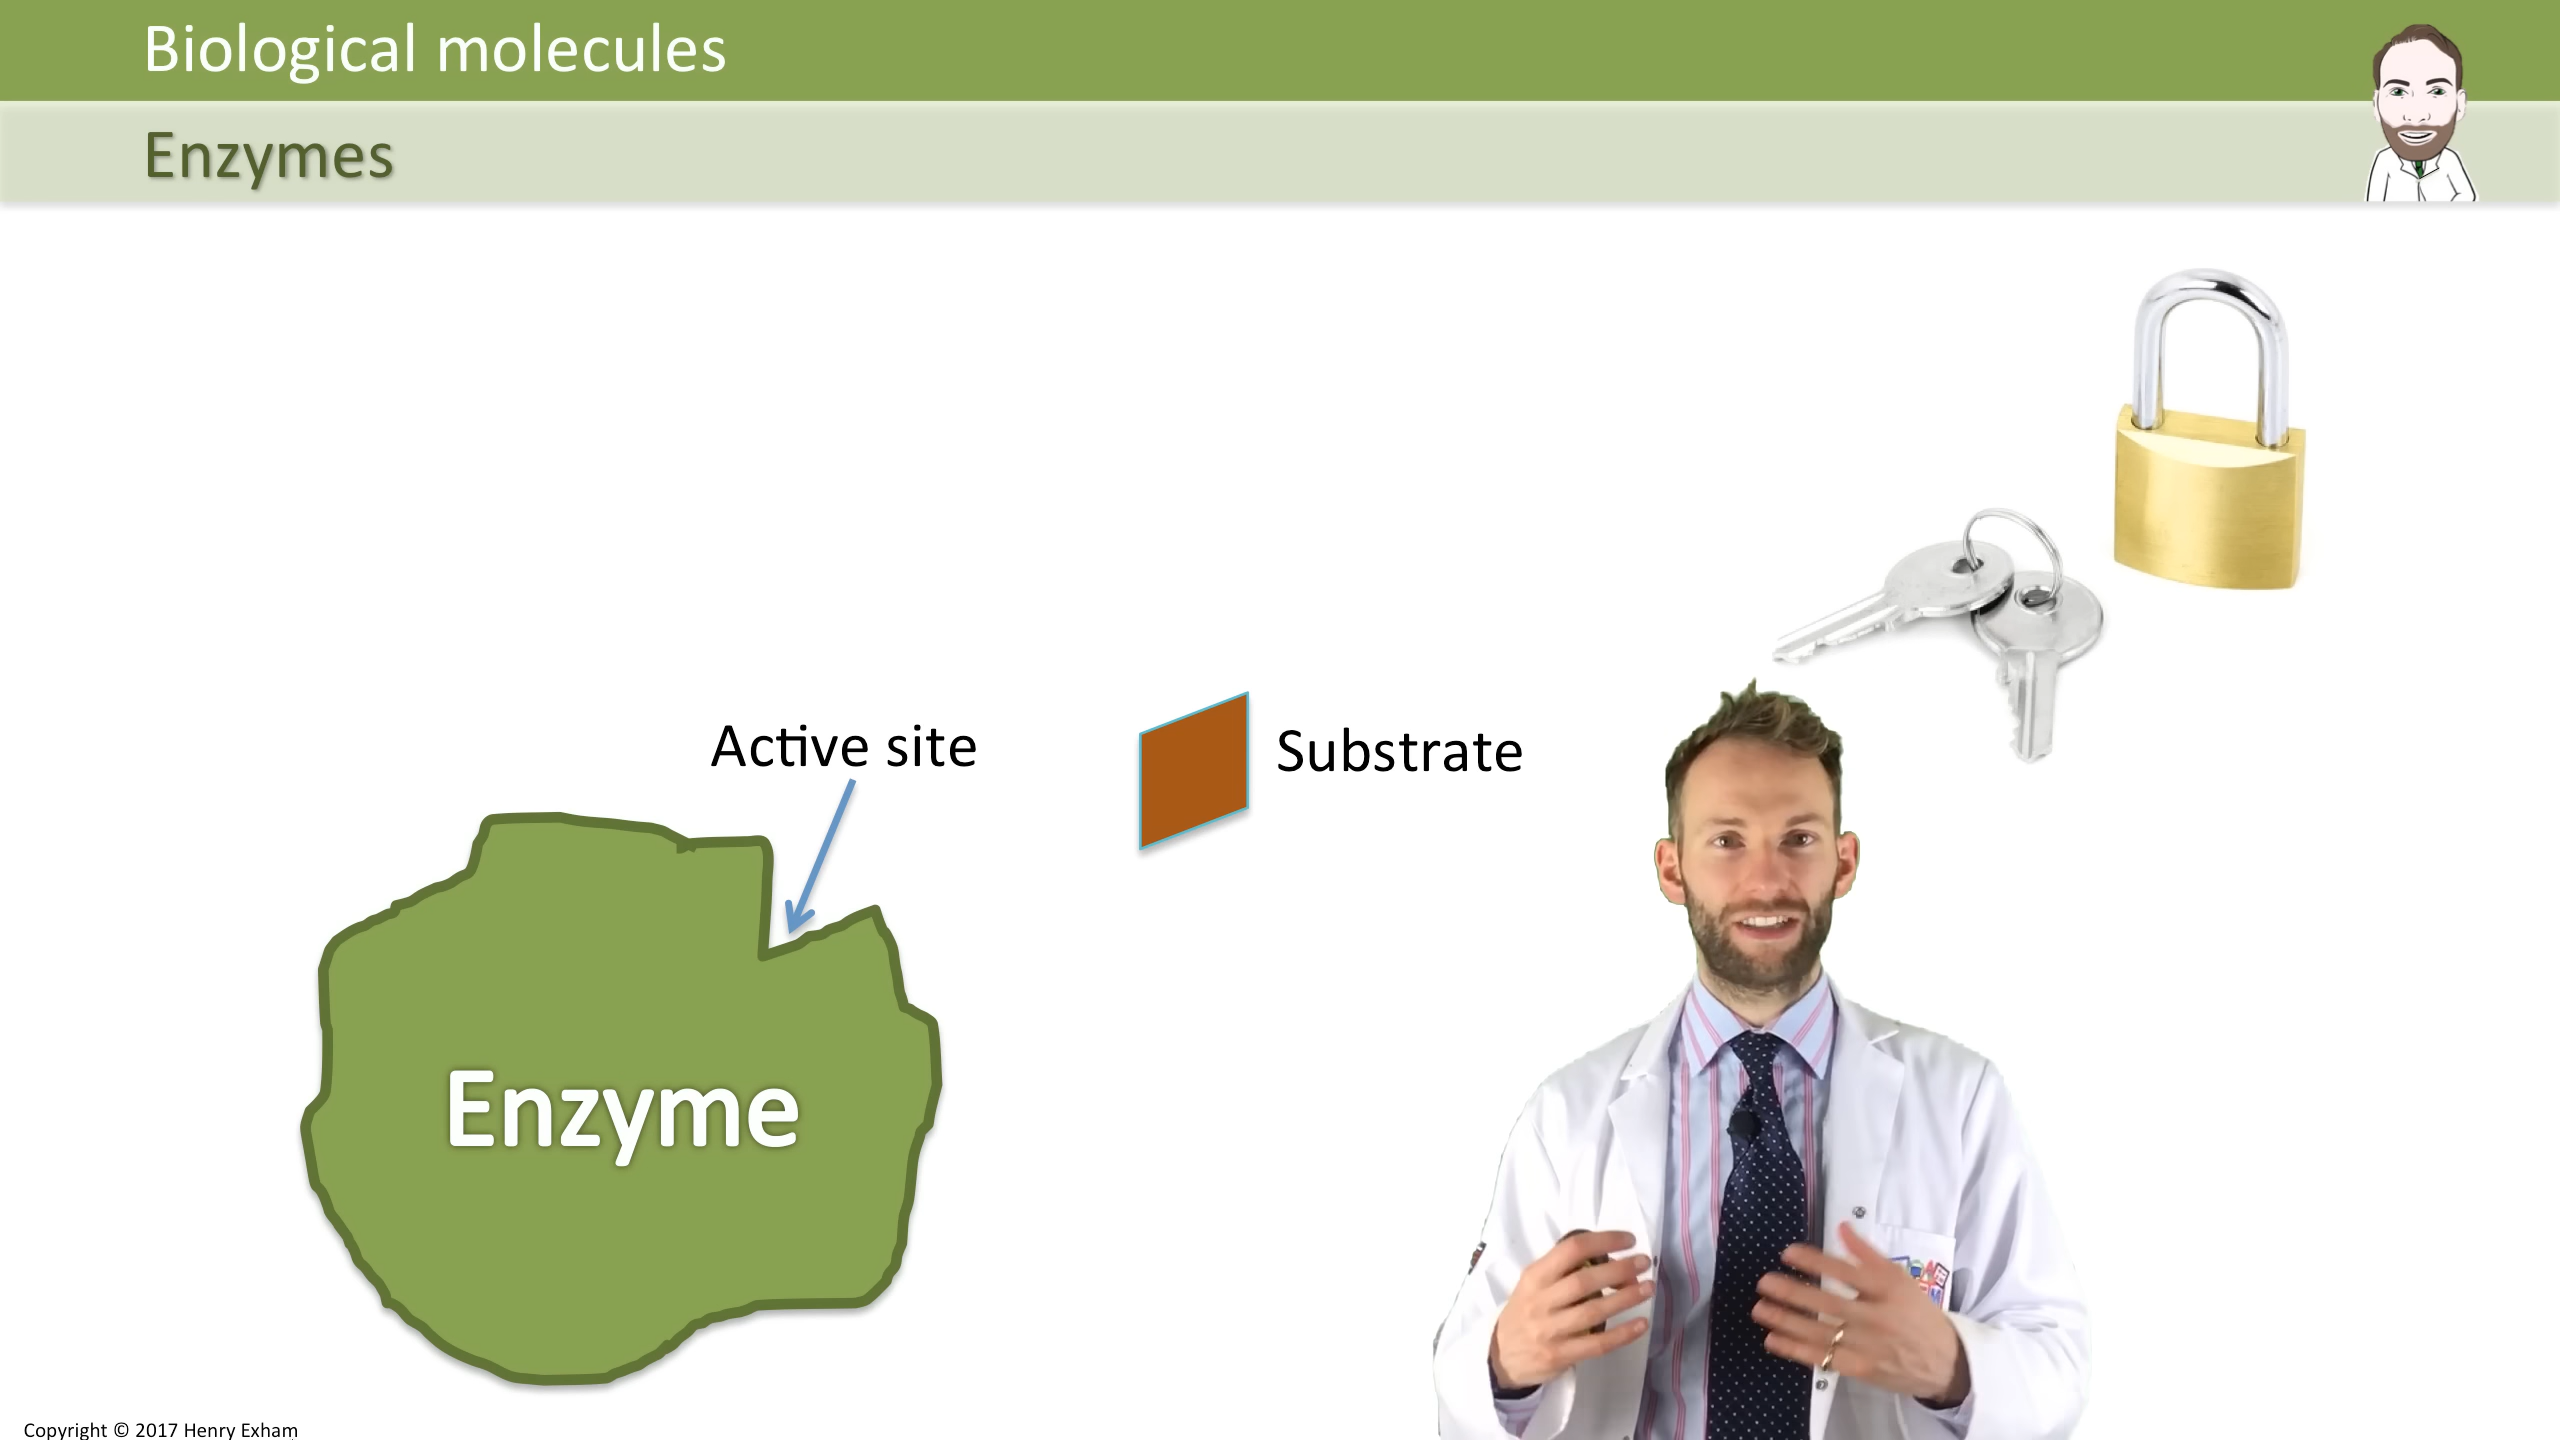 Biological molecules
Enzymes
Active site
Substrate
Enzyme
Copyright © 2017 Henry Exham